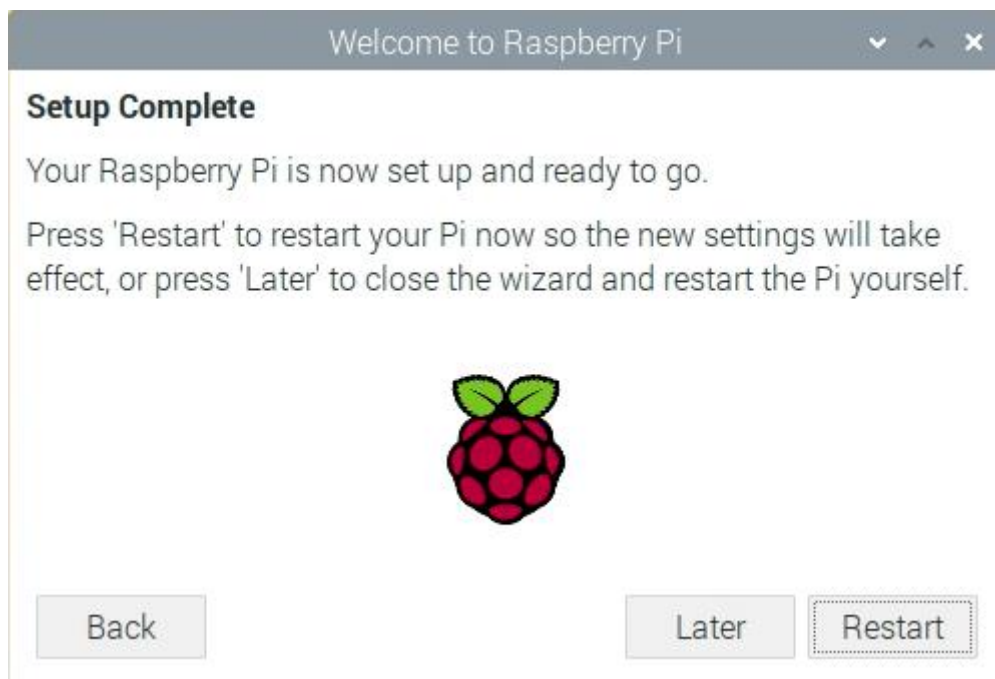 Welcome to Raspberry Pi
Setup Complete
Your Raspberry Pi is now set up and ready to go.
Press 'Restart' to restart your Pi now so the new settings will take
effect, or press 'Later' to close the wizard and restart the Pi yourself.
Back
Later
Restart